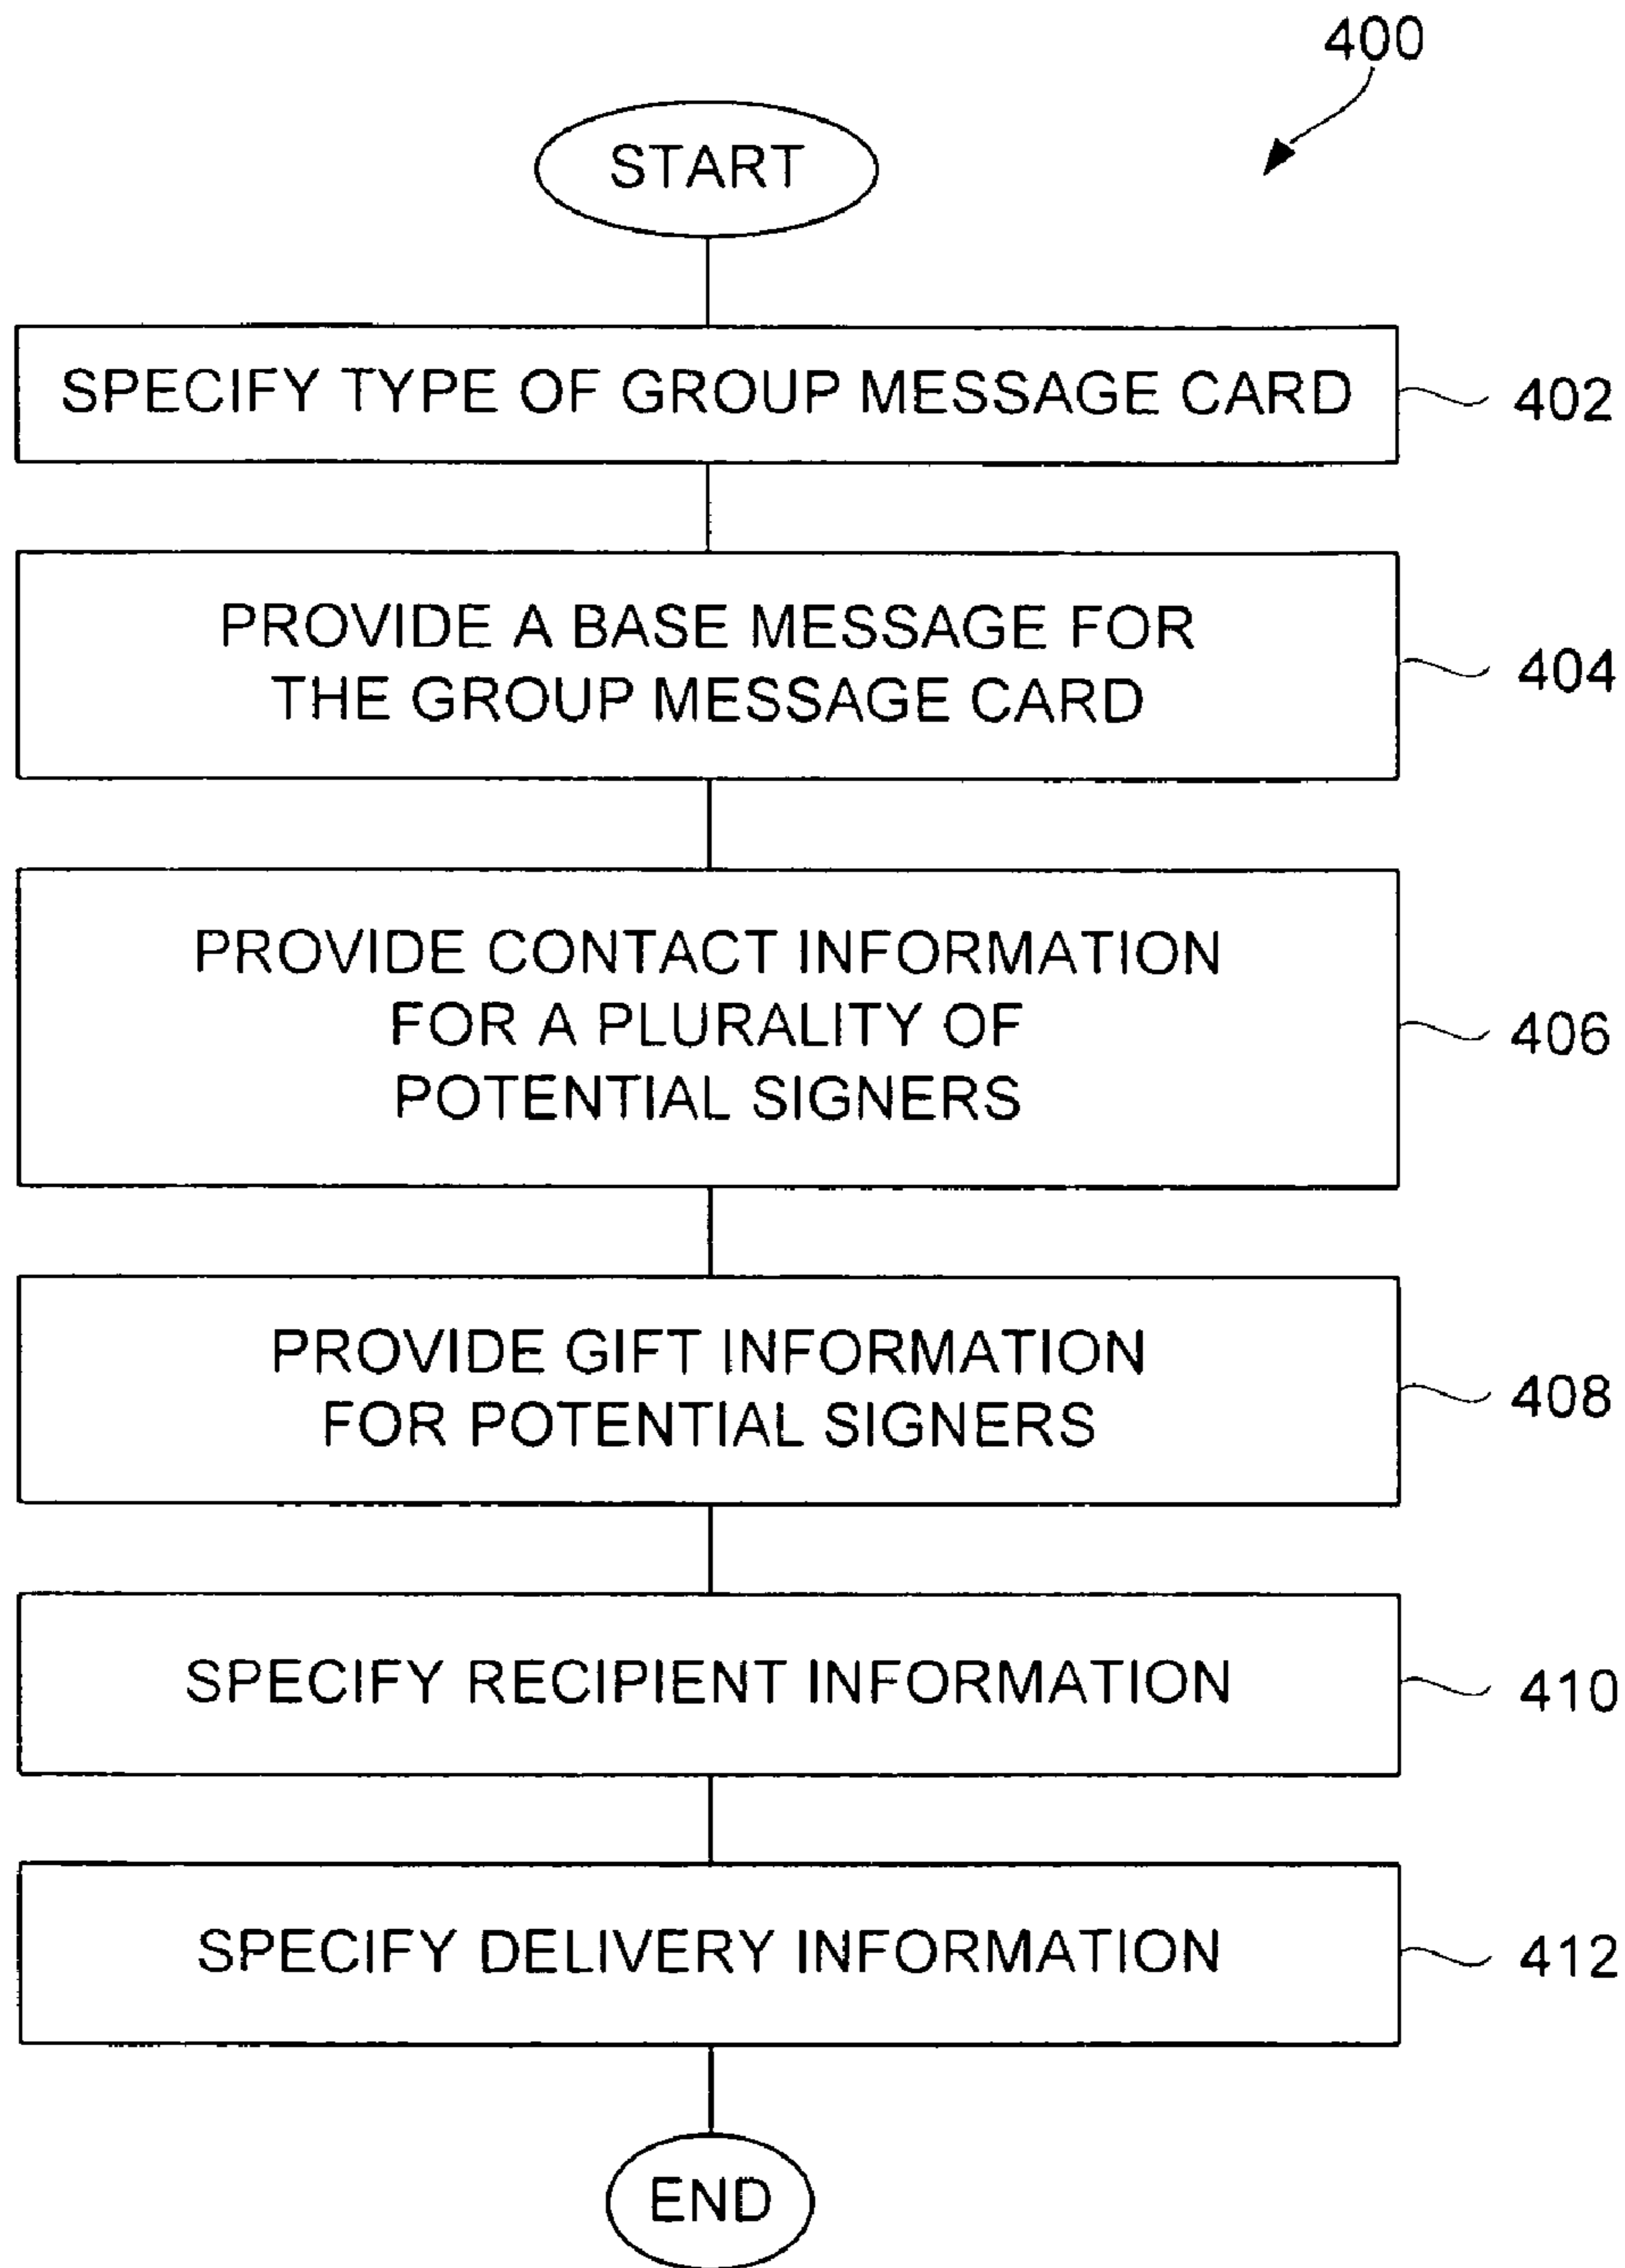 400
START
SPECIFY TYPE OF GROUP MESSAGE CARD
402
PROVIDE A BASE MESSAGE FOR
THE GROUP MESSAGE CARD
404
PROVIDE CONTACT INFORMATION
FOR A PLURALITY OF
POTENTIAL SIGNERS
406
PROVIDE GIFT INFORMATION
FOR POTENTIAL SIGNERS
408
SPECIFY RECIPIENT INFORMATION
410
SPECIFY DELIVERY INFORMATION
412
END